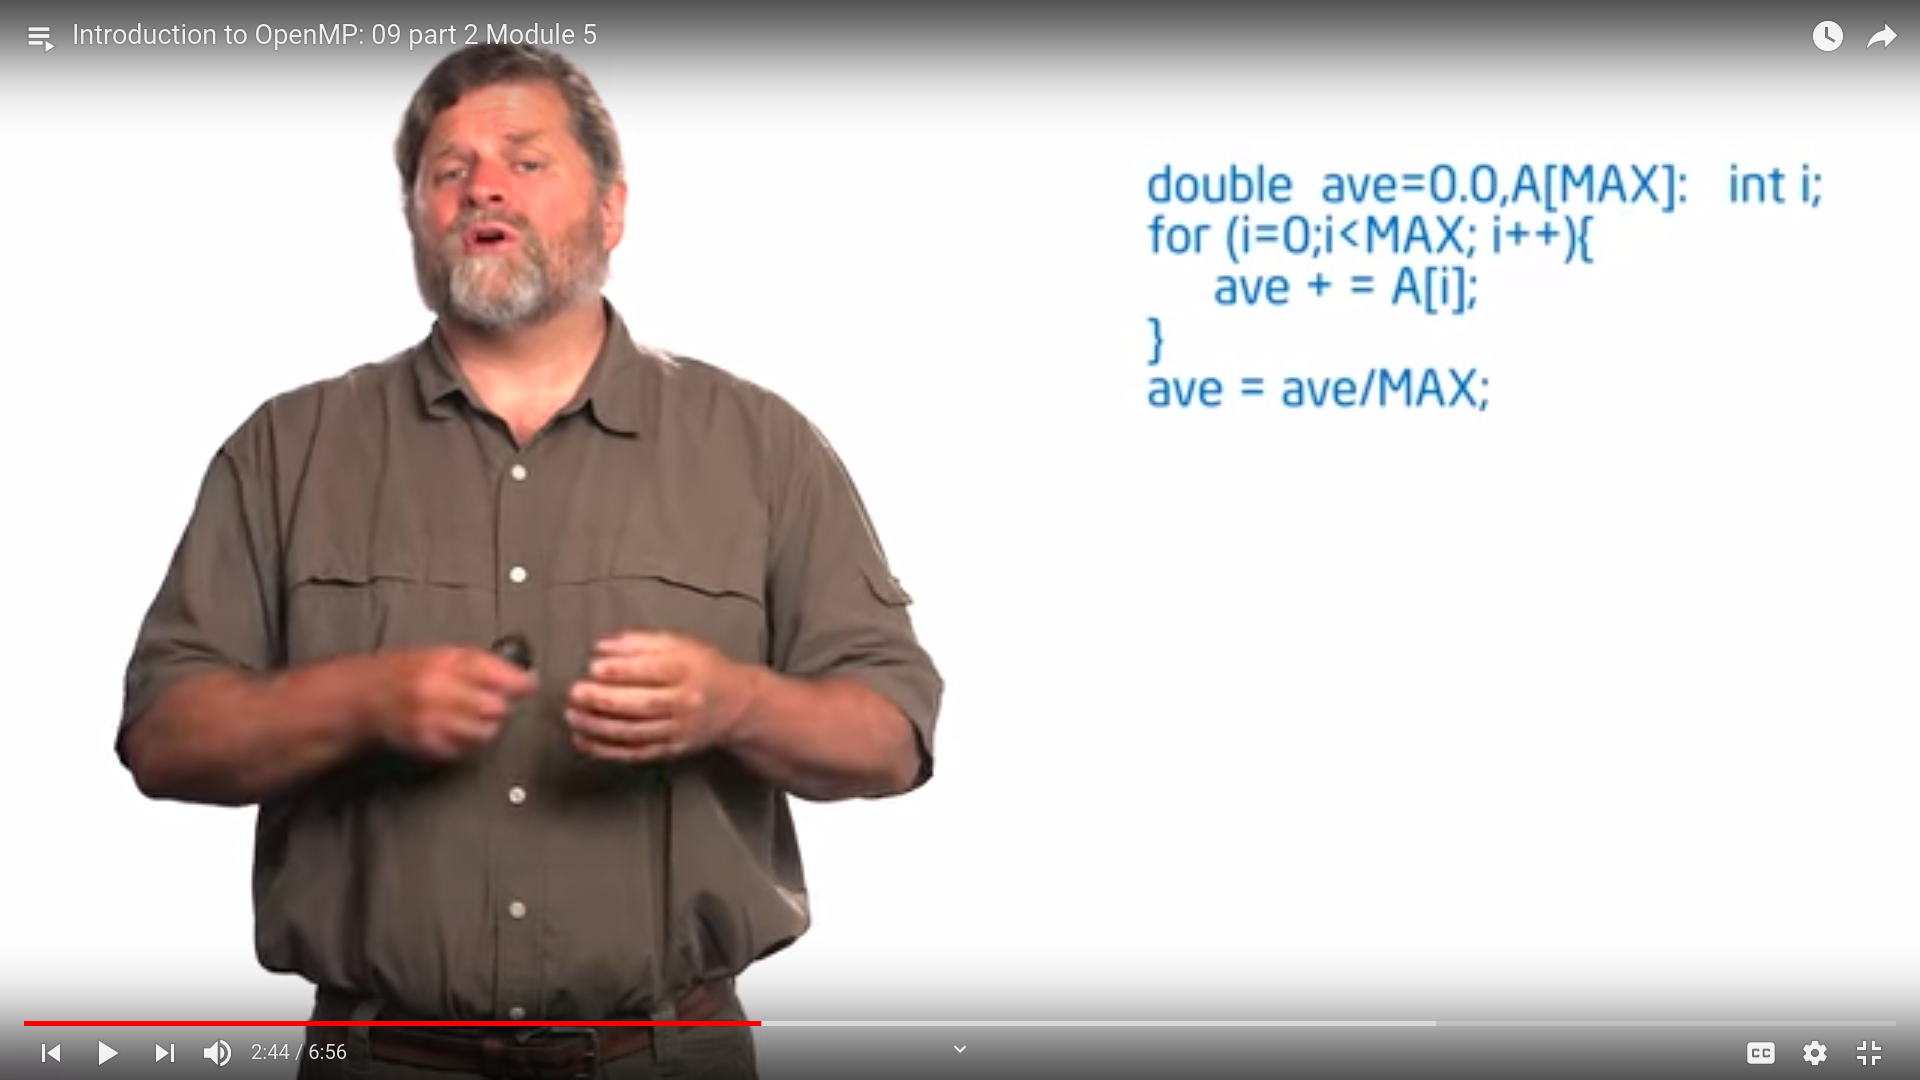 Introduction to OpenMP: 09 part 2 Module 5
double ave=0.0,A[MAX]: int i;
for (i=0;i<MAX; i++){
ave + = A[i];
}
ave = ave/MAX;
2:44 / 6:56
CC